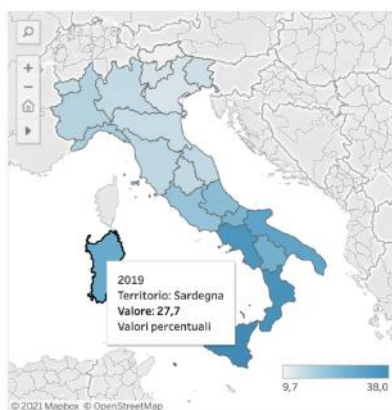 2019
Territorio: Sardegna
Valore: 27,7
Valori percentuali
9,7 38,0
© 2021 Mapbox © OpenStreetMap